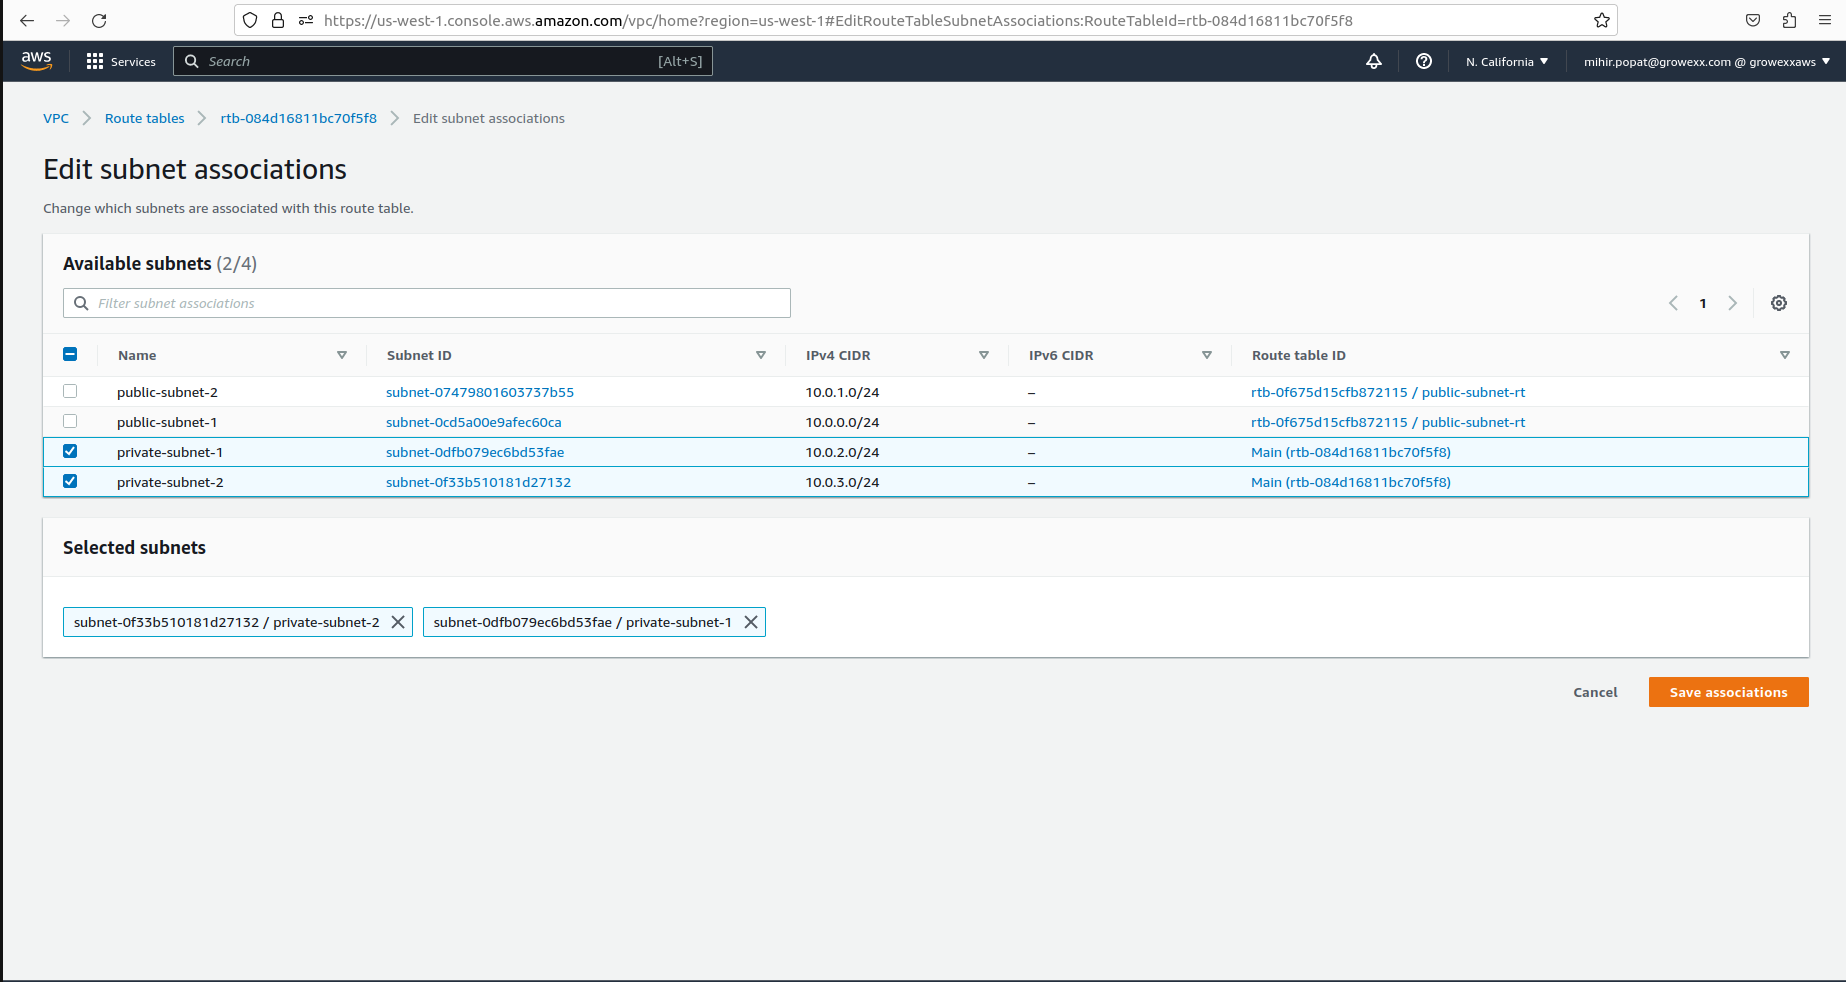 https://us-west-1.console.aws.amazon.com/vpc/home?region=us-west-1#EditRouteTableSubnetAssociations:RouteTableId=rtb-084d16811bc70f5f8
aws Services Search [Alt+S] N. California mihir.popat@growexx.com @ growexxaws
VPC Route tables rtb-084d16811bc70f5f8 Edit subnet associations
Edit subnet associations
Change which subnets are associated with this route table.
Available subnets (2/4)
Filter subnet associations 1
Name Subnet ID IPv4 CIDR IPv6 CIDR Route table ID
public-subnet-2 subnet-07479801603737b55 10.0.1.0/24 – rtb-0f675d15cfb872115 / public-subnet-rt
public-subnet-1 subnet-0cd5a00e9afec60ca 10.0.0.0/24 – rtb-0f675d15cfb872115 / public-subnet-rt
private-subnet-1 subnet-0dfb079ec6bd53fae 10.0.2.0/24 – Main (rtb-084d16811bc70f5f8)
private-subnet-2 subnet-0f33b510181d27132 10.0.3.0/24 – Main (rtb-084d16811bc70f5f8)
Selected subnets
subnet-0f33b510181d27132 / private-subnet-2 subnet-0dfb079ec6bd53fae / private-subnet-1
Cancel Save associations